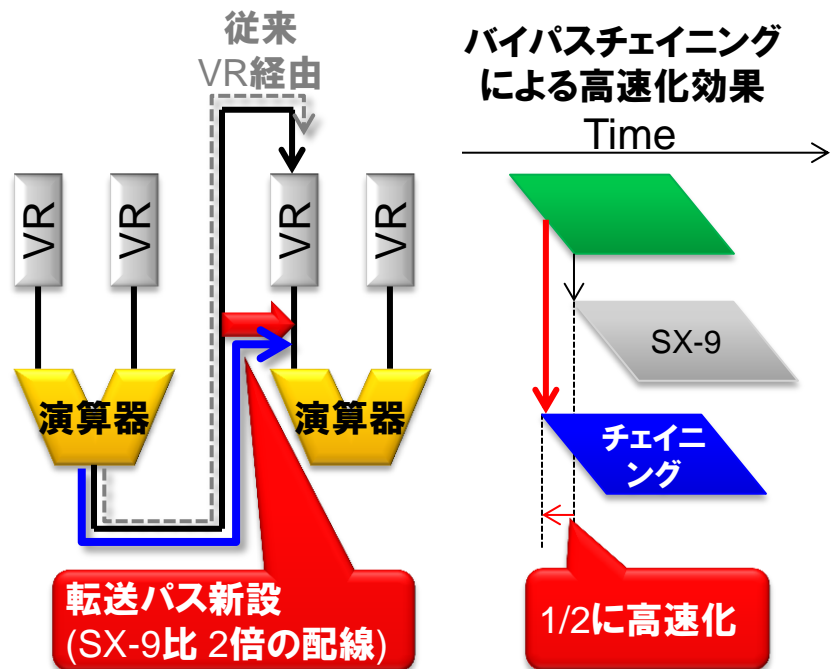 従来
VR経由
VR
VR
VR
VR
演算器
演算器
転送パス新設
(SX-9比 2倍の配線)
バイパスチェイニング
による高速化効果
Time
SX-9
チェイニ
ング
1/2に高速化